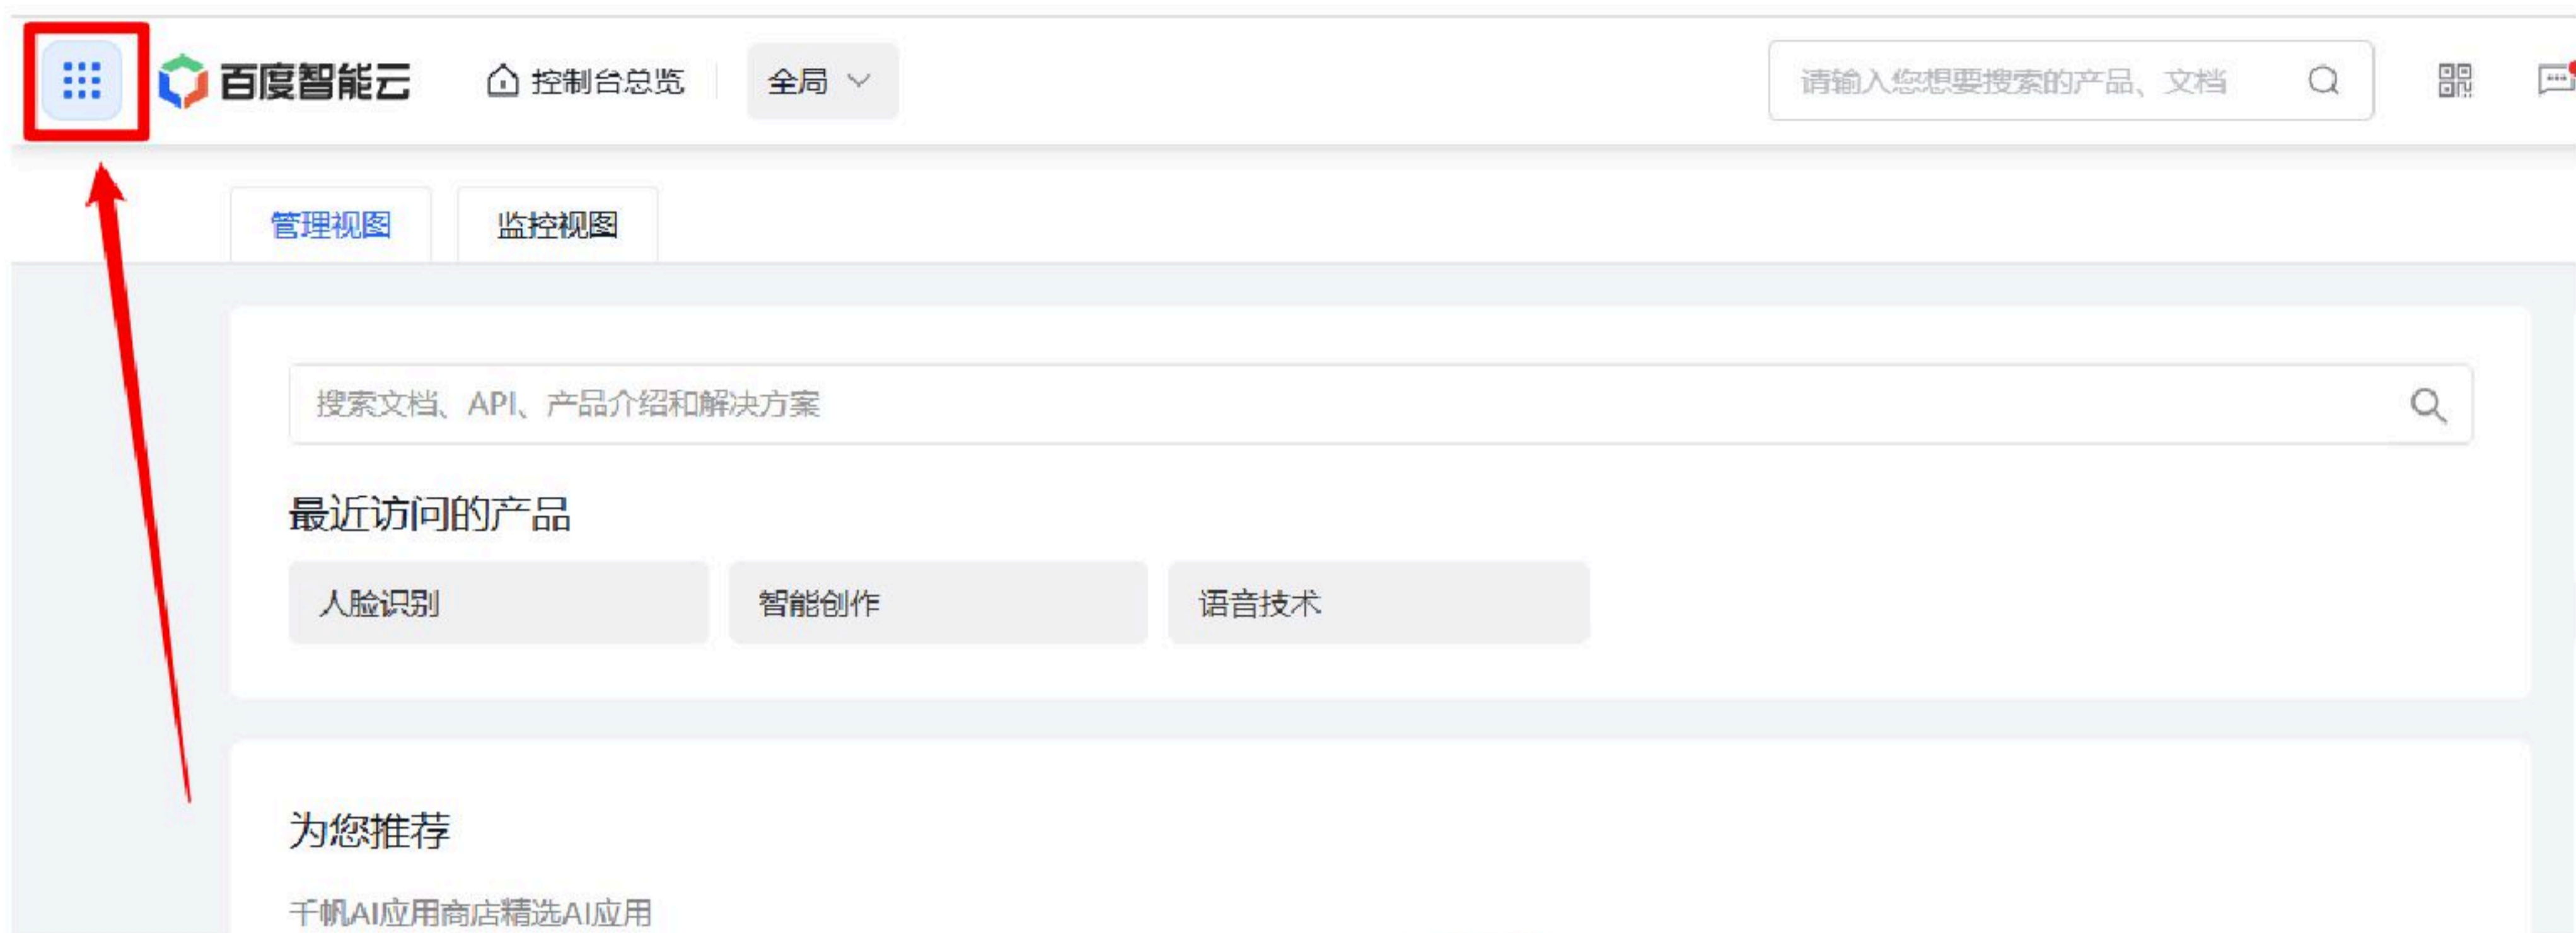 百度智能云 控制台总览 全局 请输入您想要搜索的产品、文档
管理视图 监控视图
搜索文档、API、产品介绍和解决方案
最近访问的产品
人脸识别 智能创作 语音技术
为您推荐
千帆AI应用商店精选AI应用